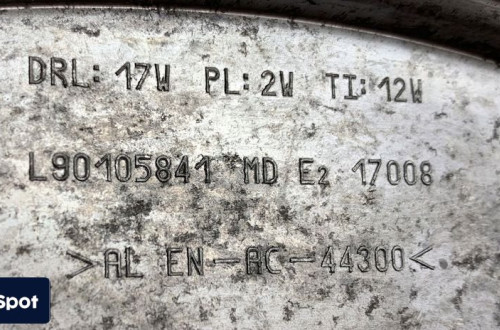 DRL: 17W PL: 2W TI: 12W
L90105841 MD E2 17008
>AL EN-AC-44300<
Spot